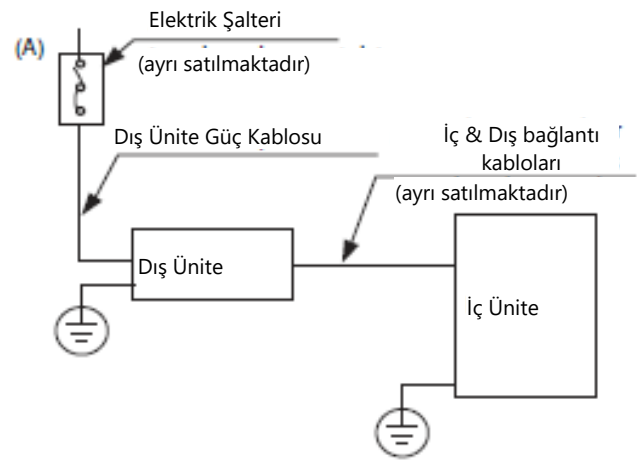 (A)
Elektrik Şalteri
(ayrı satılmaktadır)
Dış Ünite Güç Kablosu
İç & Dış bağlantı
kabloları
(ayrı satılmaktadır)
Dış Ünite
İç Ünite